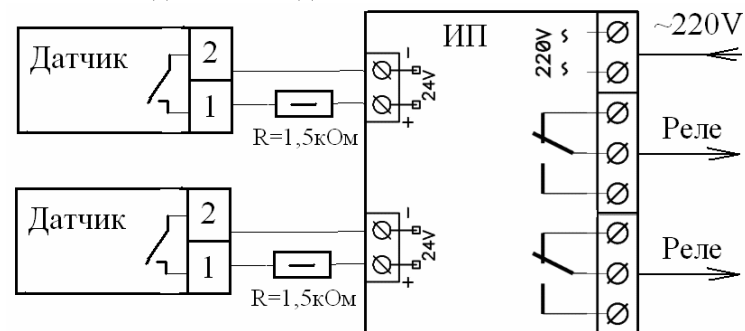 ИП
~220V
220V
Датчик
2
1
−
24V
+
R=1,5кОм
Реле
Датчик
2
1
−
24V
+
R=1,5кОм
Реле